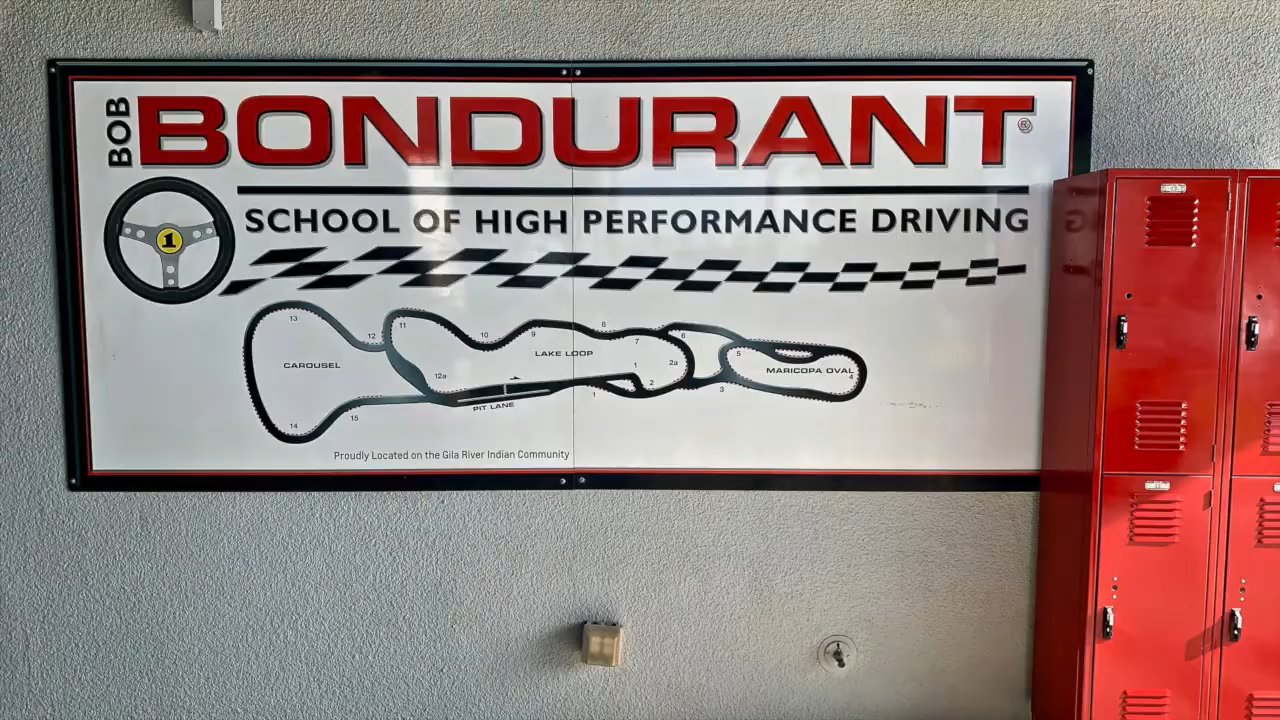 BOB
BONDURANT®
1
SCHOOL OF HIGH PERFORMANCE DRIVING
13
12
11
10
9
8
7
6
CAROUSEL
LAKE LOOP
12a
1
2a
2
5
MARICOPA OVAL
4
3
1
PIT LANE
15
14
Proudly Located on the Gila River Indian Community